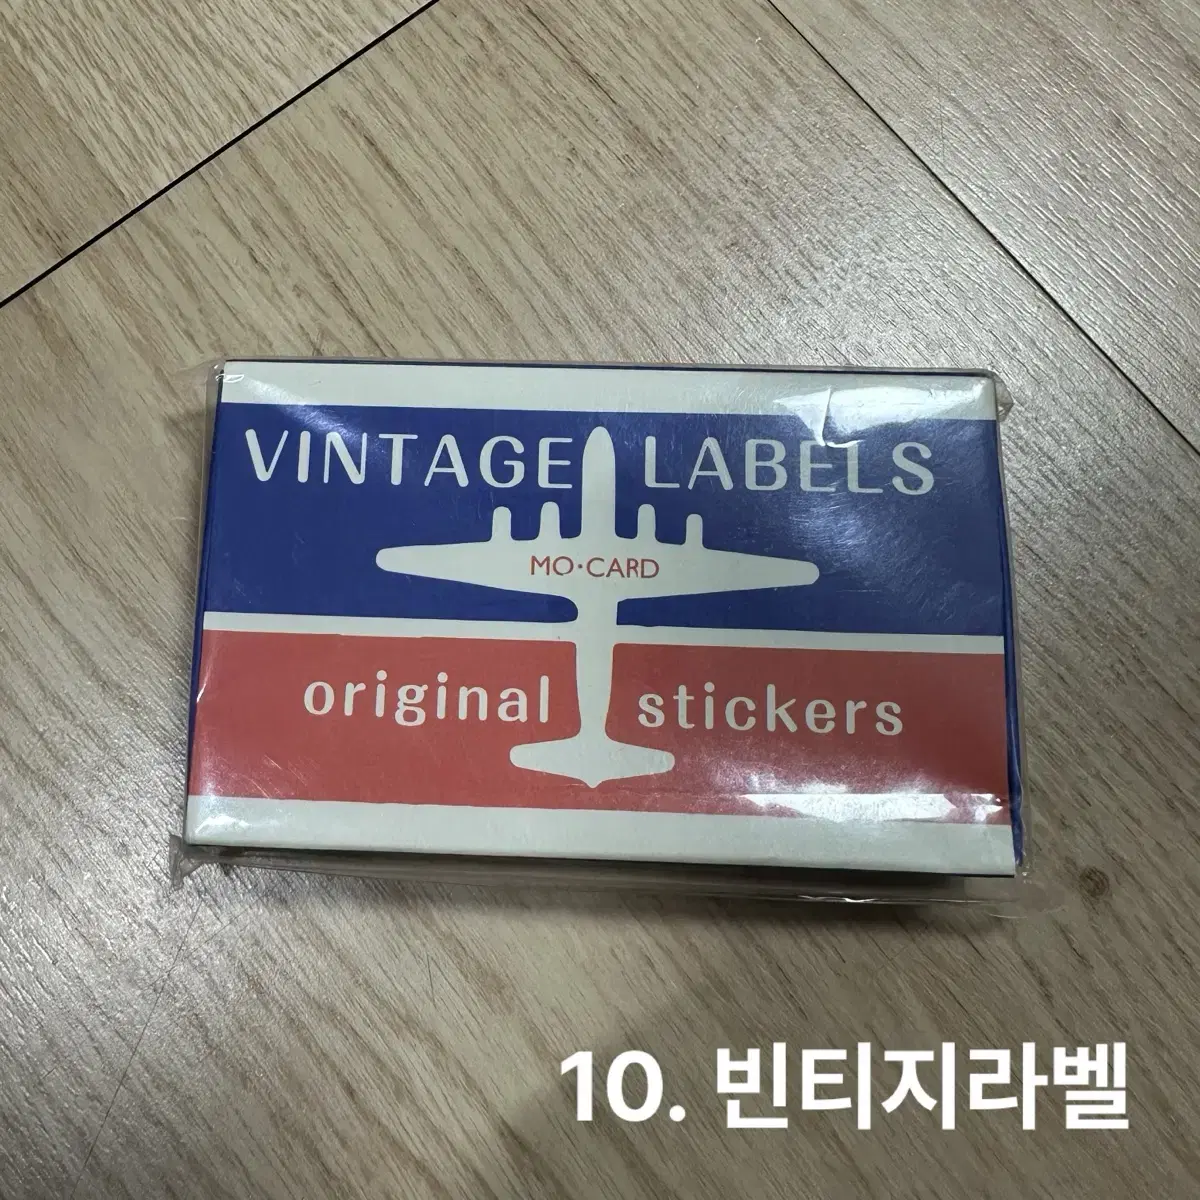 VINTAGE LABELS
MO·CARD
original stickers
10. 빈티지라벨